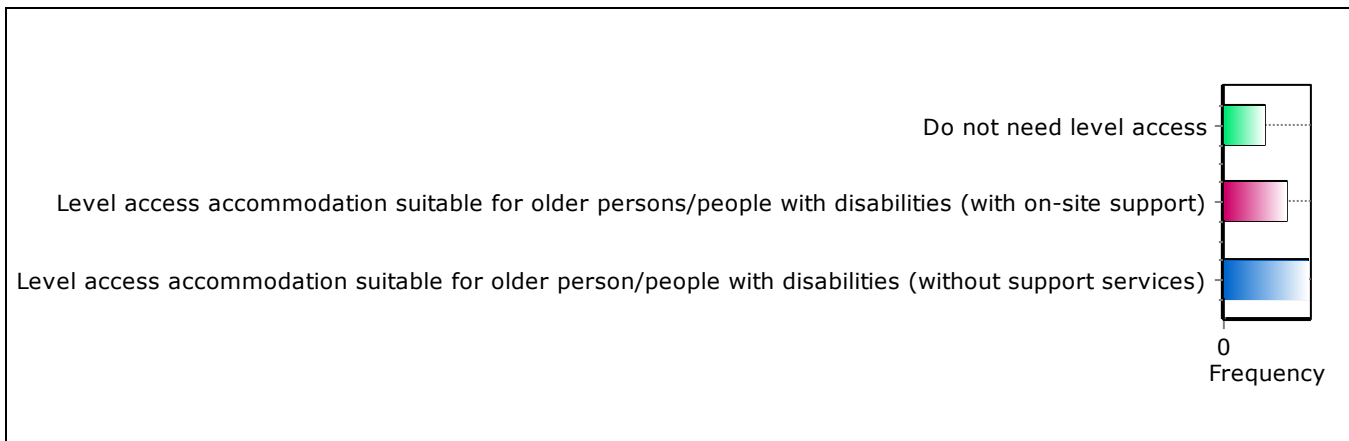 Do not need level access
Level access accommodation suitable for older persons/people with disabilities (with on-site support)
Level access accommodation suitable for older person/people with disabilities (without support services)
0
Frequency